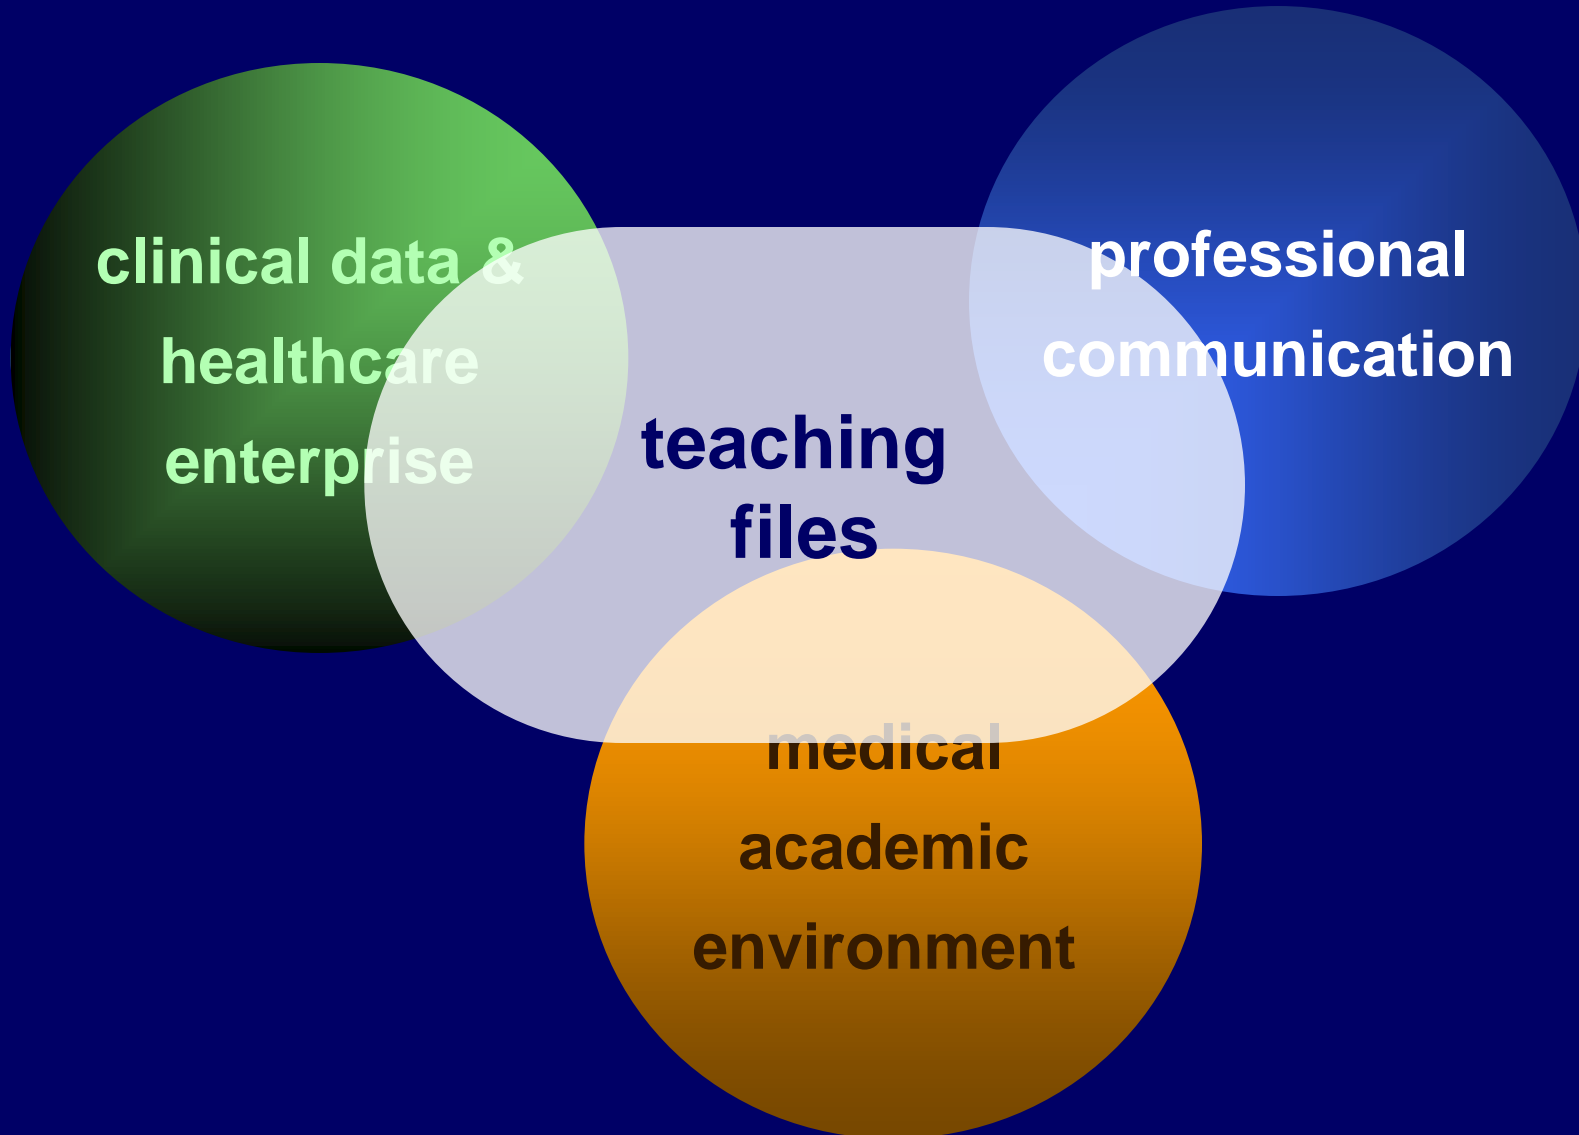 clinical data &
healthcare
enterprise
professional
communication
teaching
files
medical
academic
environment